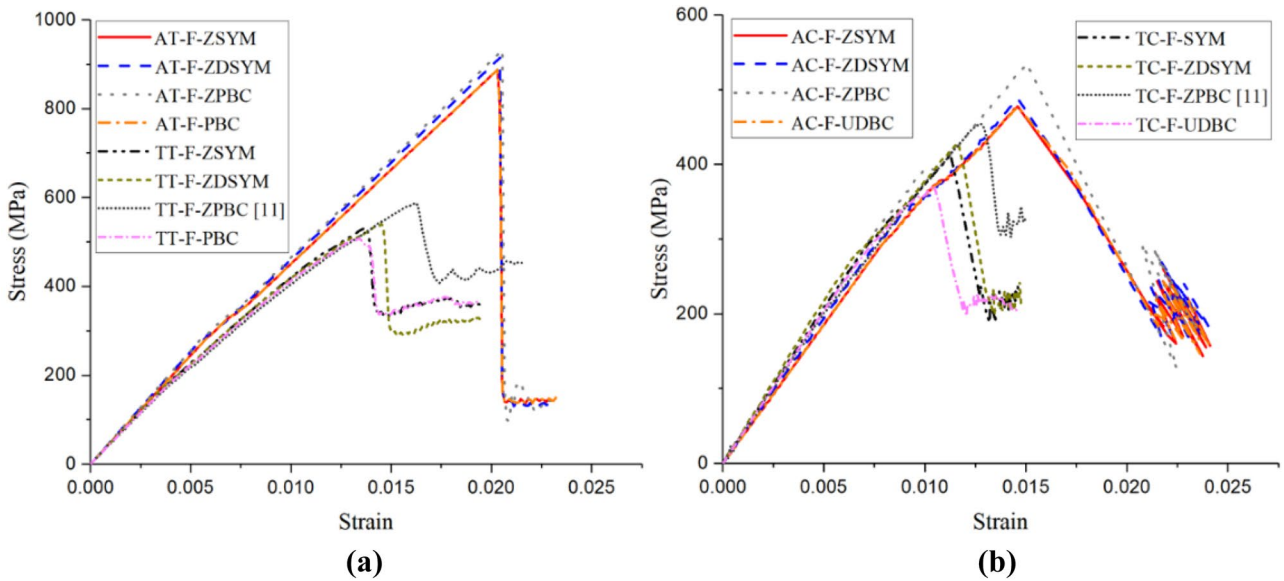 1000
800
600
400
200
0
Stress (MPa)
AT-F-ZSYM
AT-F-ZDSYM
AT-F-ZPBC
AT-F-PBC
TT-F-ZSYM
TT-F-ZDSYM
TT-F-ZPBC [11]
TT-F-PBC
0.000 0.005 0.010 0.015 0.020 0.025
Strain
(a)
600
400
200
0
Stress (MPa)
AC-F-ZSYM
AC-F-ZDSYM
AC-F-ZPBC
AC-F-UDBC
TC-F-SYM
TC-F-ZDSYM
TC-F-ZPBC [11]
TC-F-UDBC
0.000 0.005 0.010 0.015 0.020 0.025
Strain
(b)